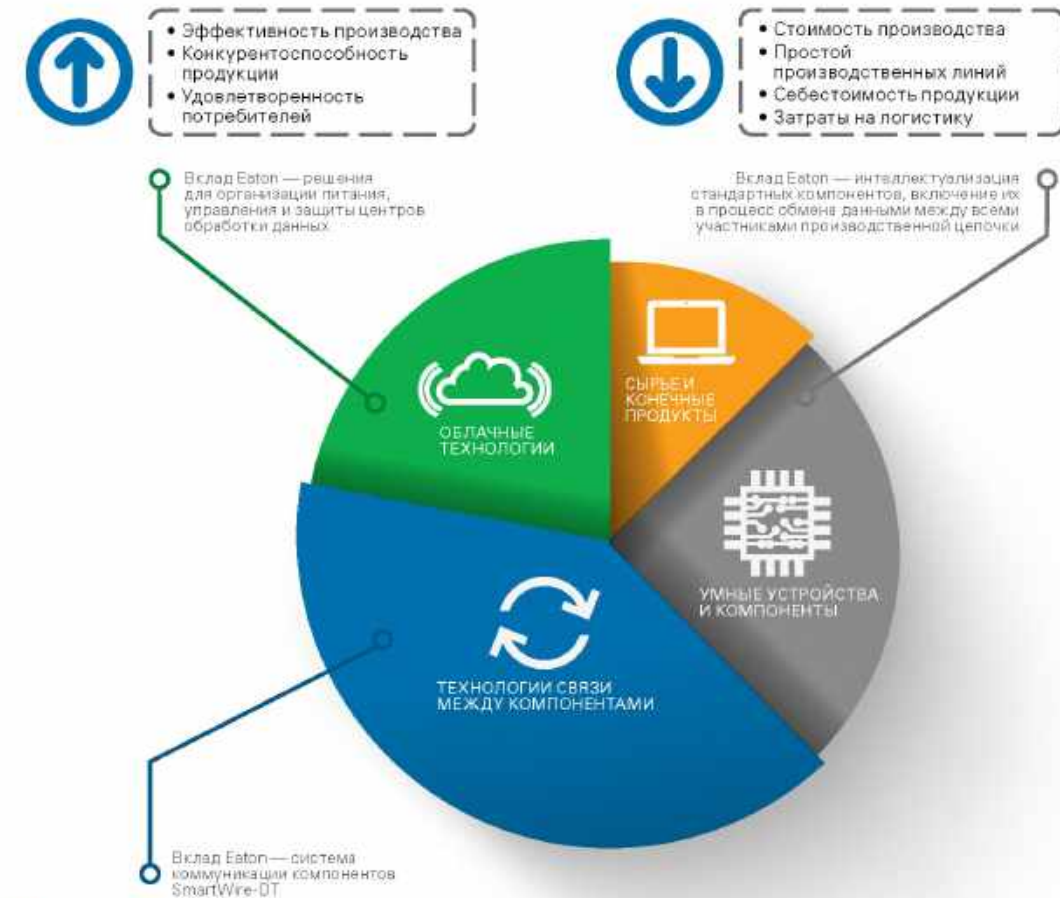 • Эффективность производства
• Конкурентоспособность
продукции
• Удовлетворенность
потребителей
• Стоимость производства
• Простой
производственных линий
• Себестоимость продукции
• Затраты на логистику
Вклад Eaton — решения
для организации питания,
управления и защиты центров
обработки данных
Вклад Eaton — интеллектуализация
стандартных компонентов, включение их
в процесс обмена данными между всеми
участниками производственной цепочки
ОБЛАЧНЫЕ
ТЕХНОЛОГИИ
СЫРЬЕ И
КОНЕЧНЫЕ
ПРОДУКТЫ
УМНЫЕ УСТРОЙСТВА
И КОМПОНЕНТЫ
ТЕХНОЛОГИИ СВЯЗИ
МЕЖДУ КОМПОНЕНТАМИ
Вклад Eaton — система
коммуникации компонентов
SmartWire-DT